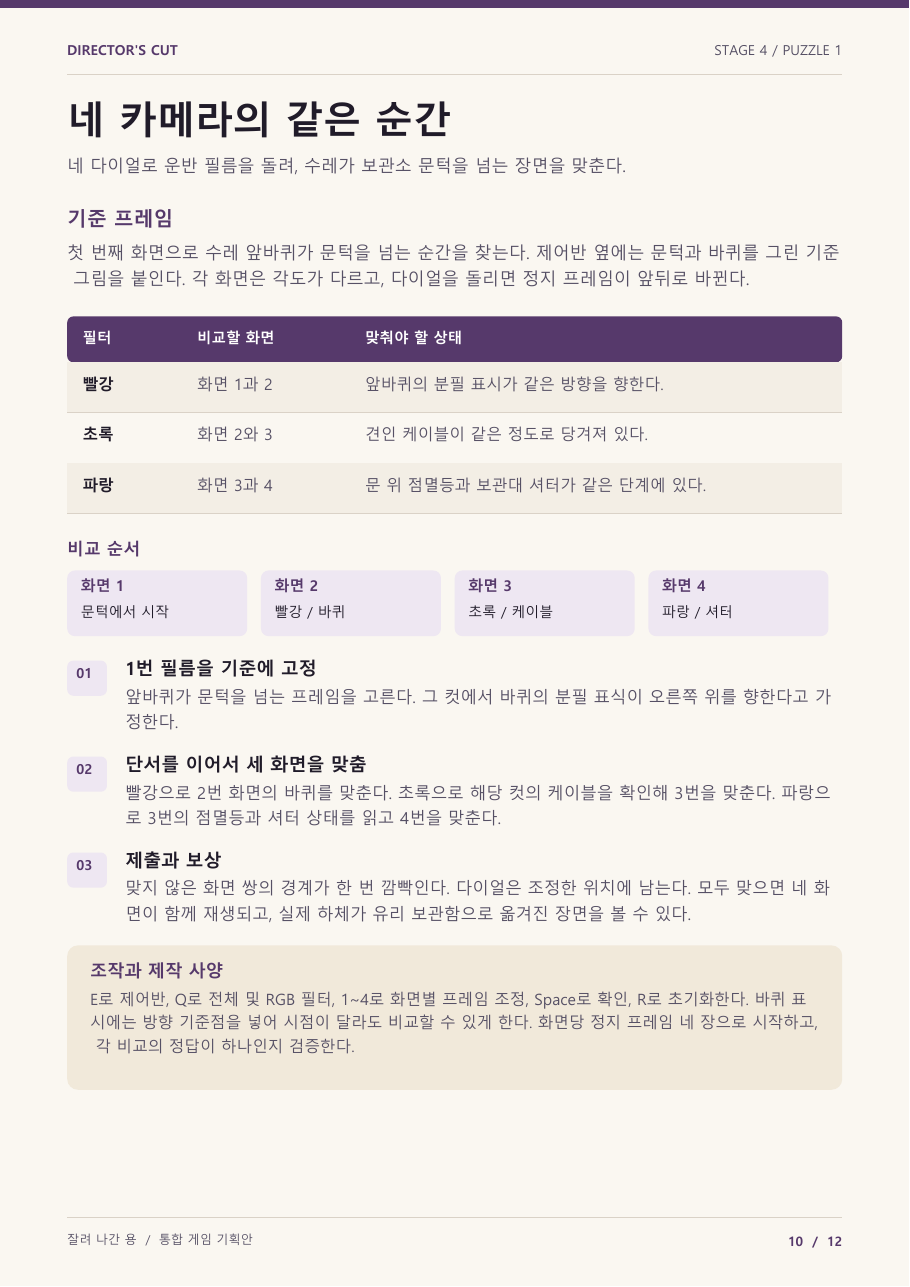 DIRECTOR'S CUT
STAGE 4 / PUZZLE 1
네 카메라의 같은 순간
네 다이얼로 운반 필름을 돌려, 수레가 보관소 문턱을 넘는 장면을 맞춘다.
기준 프레임
첫 번째 화면으로 수레 앞바퀴가 문턱을 넘는 순간을 찾는다. 제어반 옆에는 문턱과 바퀴를 그린 기준
그림을 붙인다. 각 화면은 각도가 다르고, 다이얼을 돌리면 정지 프레임이 앞뒤로 바뀐다.
필터 비교할 화면 맞춰야 할 상태
빨강 화면 1과 2 앞바퀴의 분필 표시가 같은 방향을 향한다.
초록 화면 2와 3 견인 케이블이 같은 정도로 당겨져 있다.
파랑 화면 3과 4 문 위 점멸등과 보관대 셔터가 같은 단계에 있다.
비교 순서
화면 1 화면 2 화면 3 화면 4
문턱에서 시작 빨강 / 바퀴 초록 / 케이블 파랑 / 셔터
01 1번 필름을 기준에 고정
앞바퀴가 문턱을 넘는 프레임을 고른다. 그 컷에서 바퀴의 분필 표식이 오른쪽 위를 향한다고 가
정한다.
02 단서를 이어서 세 화면을 맞춤
빨강으로 2번 화면의 바퀴를 맞춘다. 초록으로 해당 컷의 케이블을 확인해 3번을 맞춘다. 파랑으
로 3번의 점멸등과 셔터 상태를 읽고 4번을 맞춘다.
03 제출과 보상
맞지 않은 화면 쌍의 경계가 한 번 깜빡인다. 다이얼은 조정한 위치에 남는다. 모두 맞으면 네 화
면이 함께 재생되고, 실제 하체가 유리 보관함으로 옮겨진 장면을 볼 수 있다.
조작과 제작 사양
E로 제어반, Q로 전체 및 RGB 필터, 1~4로 화면별 프레임 조정, Space로 확인, R로 초기화한다. 바퀴 표
시에는 방향 기준점을 넣어 시점이 달라도 비교할 수 있게 한다. 화면당 정지 프레임 네 장으로 시작하고,
각 비교의 정답이 하나인지 검증한다.
잘려 나간 용 / 통합 게임 기획안
10 / 12